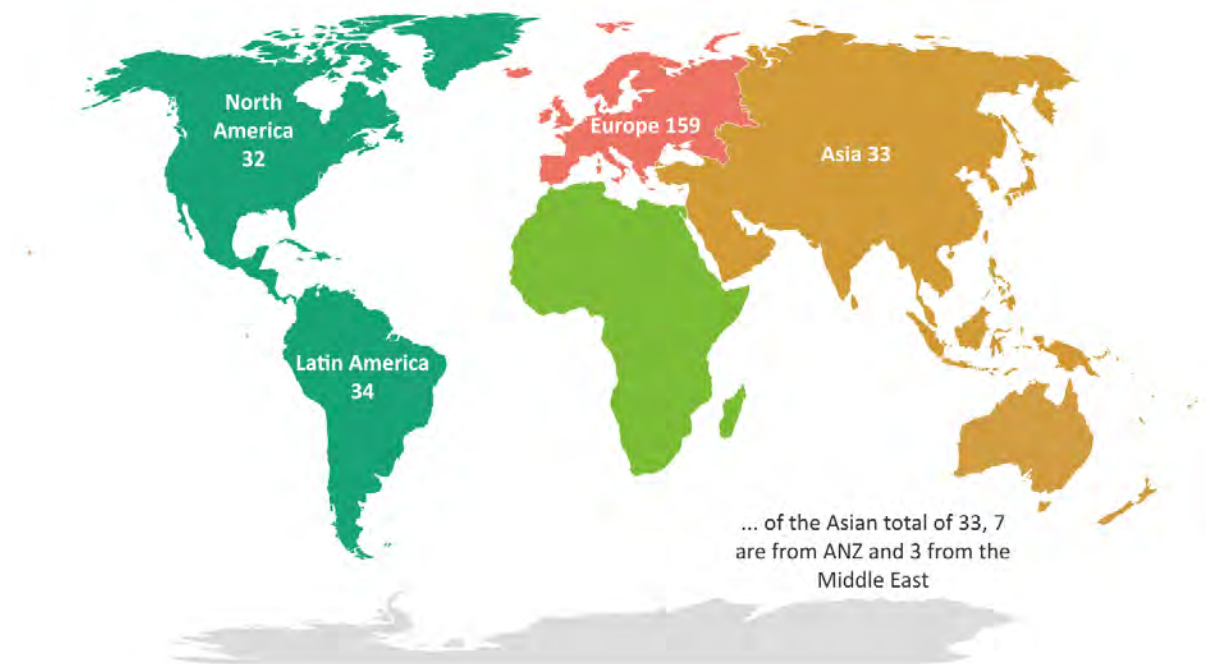 North
America
32
Europe 159
Asia 33
Latin America
34
... of the Asian total of 33, 7
are from ANZ and 3 from the
Middle East